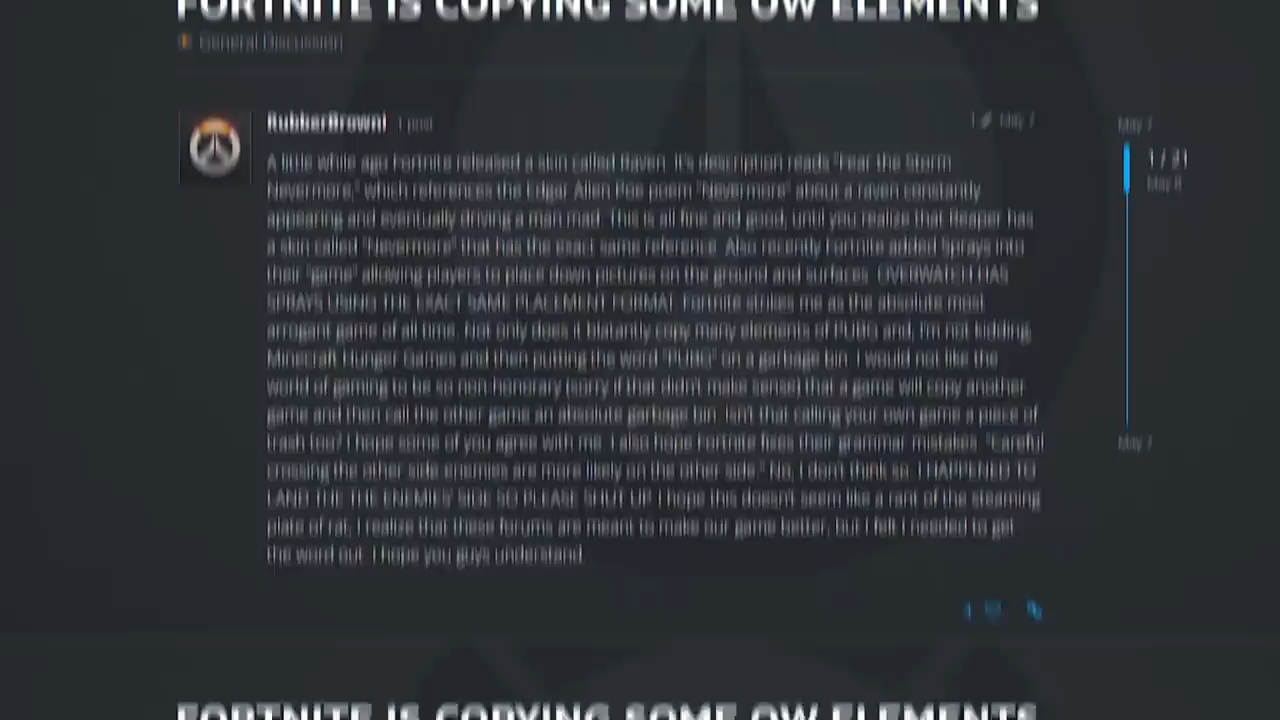 FORTNITE IS COPYING SOME OW ELEMENTS
General Discussion
RubberBrowni 1 post
1 May 7
A little while ago Fortnite released a skin called Raven. It's description reads "Fear the Storm
Nevermore," which references the Edgar Allen Poe poem "Nevermore" about a raven constantly
appearing and eventually driving a man mad. This is all fine and good, until you realize that Reaper has
a skin called "Nevermore" that has the exact same reference. Also recently Fortnite added Sprays into
their "game" allowing players to place down pictures on the ground and surfaces. OVERWATCH HAS
SPRAYS USING THE EXACT SAME PLACEMENT FORMAT. Fortnite strikes me as the absolute most
arrogant game of all time. Not only does it blatantly copy many elements of PUBG and, I'm not kidding,
Minecraft Hunger Games and then putting the word "PUBG" on a garbage bin. I would not like the
world of gaming to be so non-honorary (sorry if that didn't make sense) that a game will copy another
game and then call the other game an absolute garbage bin. Isn't that calling your own game a piece of
trash too? I hope some of you agree with me. I also hope Fortnite fixes their grammar mistakes. "Careful
crossing the other side enemies are more likely on the other side." No, I don't think so. I HAPPENED TO
LAND THE THE ENEMIES' SIDE SO PLEASE SHUT UP. I hope this doesn't seem like a rant of the steaming
plate of rat, I realize that these forums are meant to make our game better, but I felt I needed to get
the word out. I hope you guys understand.
May 7
1 / 21
May 8
May 7
FORTNITE IS COPYING SOME OW ELEMENTS